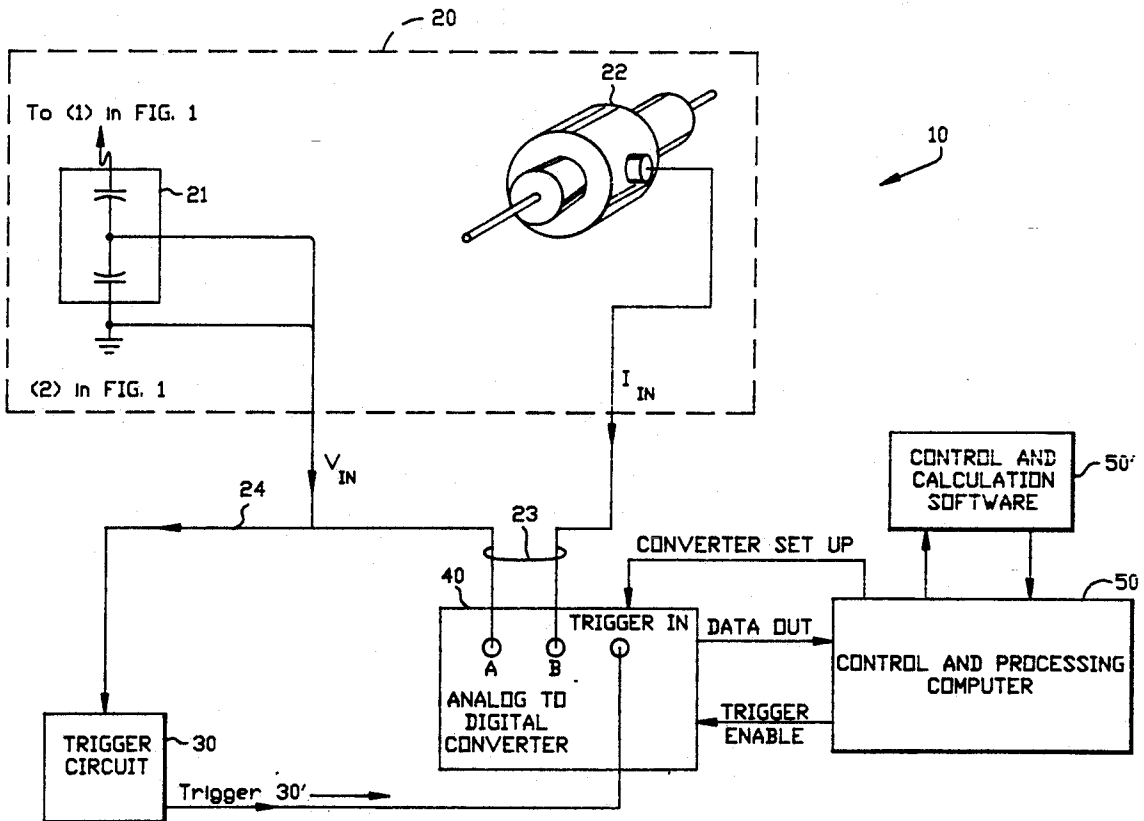 20
To (1) in FIG. 1
22
10
21
(2) in FIG. 1
I IN
V IN
24
23
CONTROL AND
CALCULATION
SOFTWARE
50'
CONVERTER SET UP
40
50
TRIGGER IN
DATA OUT
A
B
CONTROL AND PROCESSING
COMPUTER
ANALOG TO
DIGITAL
CONVERTER
TRIGGER
ENABLE
TRIGGER
CIRCUIT
30
Trigger 30'